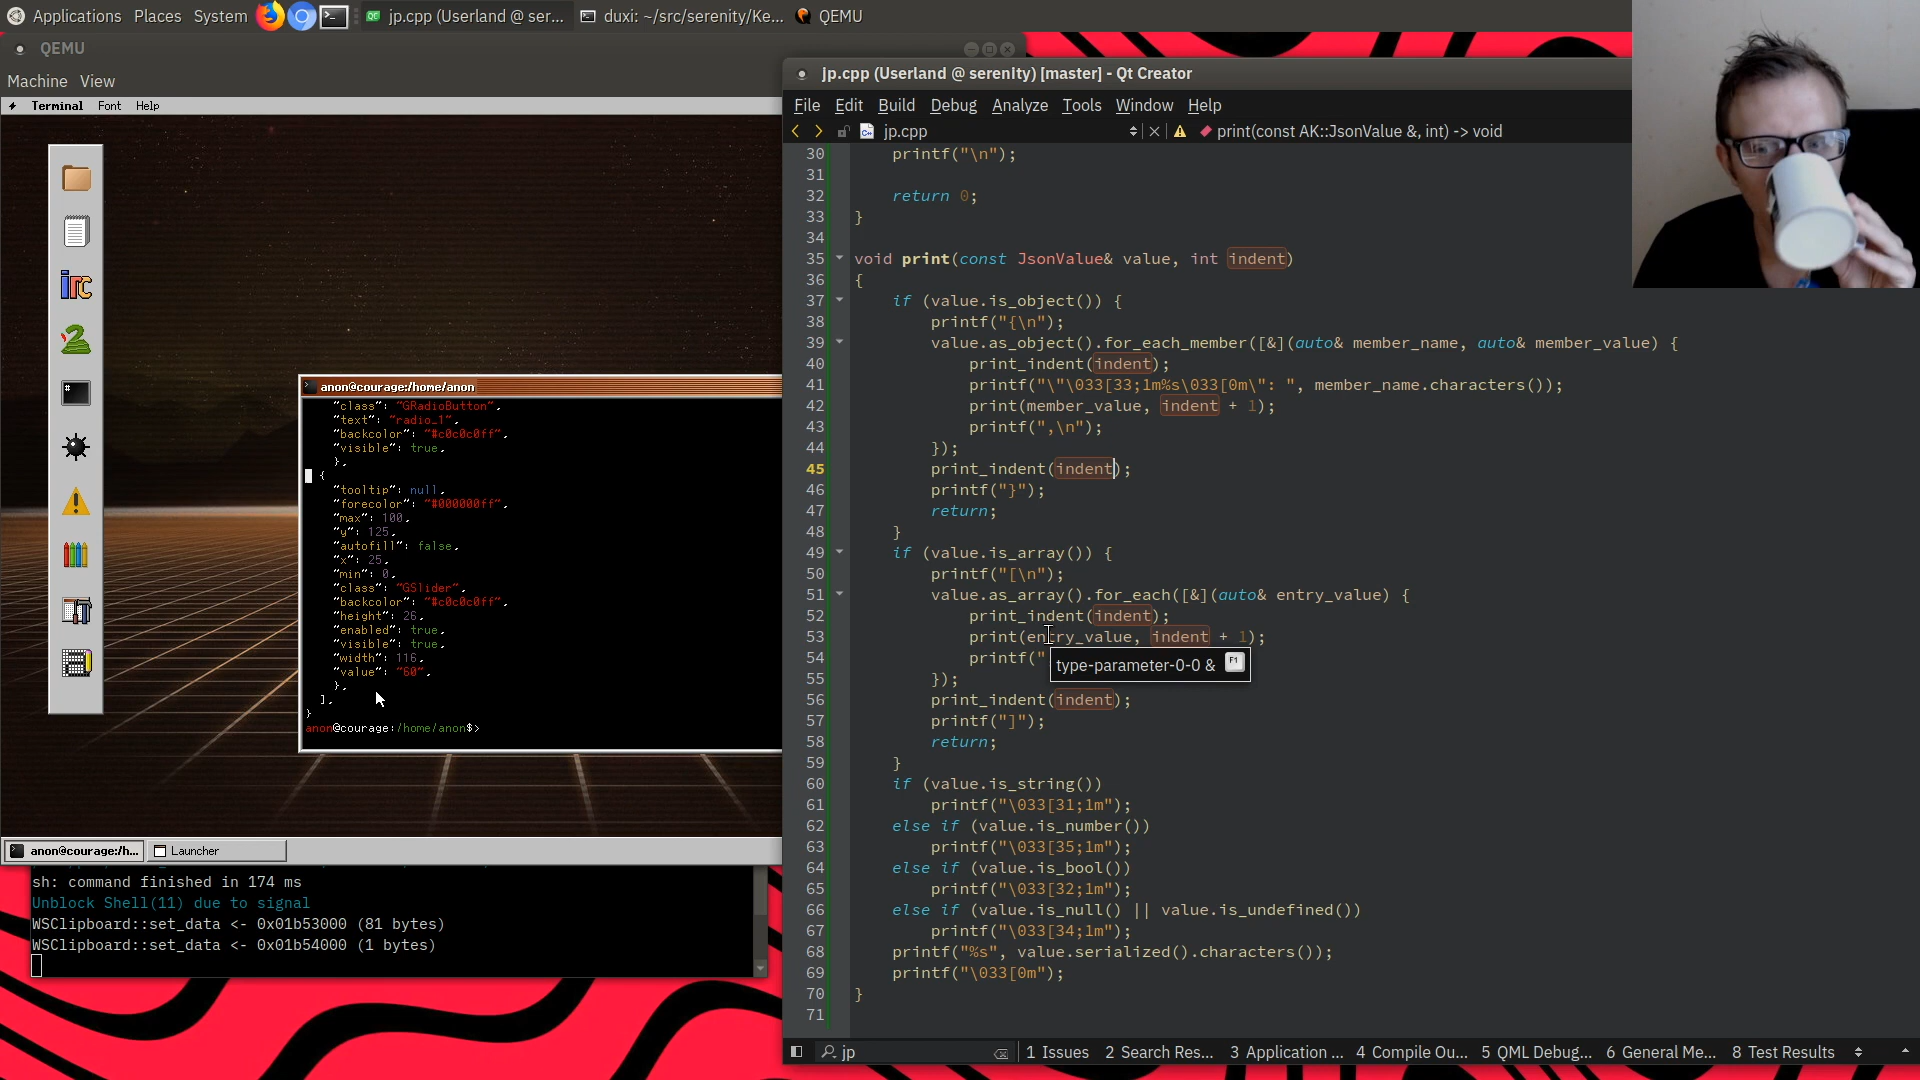 Applications Places System jp.cpp (Userland @ ser... duxi: ~/src/serenity/Ke... QEMU
QEMU
Machine View
Terminal Font Help
irc
anon@courage:/home/anon
"class": "GRadioButton",
"text": "radio_1",
"backcolor": "#c0c0c0ff",
"visible": true,
},
{
"tooltip": null,
"forecolor": "#000000ff",
"max": 100,
"y": 125,
"autofill": false,
"x": 25,
"min": 0,
"class": "GSlider",
"backcolor": "#c0c0c0ff",
"height": 26,
"enabled": true,
"visible": true,
"width": 116,
"value": "60",
},
],
}
anon@courage:/home/anon$>
anon@courage:/h... Launcher
sh: command finished in 174 ms
Unblock Shell(11) due to signal
WSClipboard::set_data <- 0x01b53000 (81 bytes)
WSClipboard::set_data <- 0x01b54000 (1 bytes)
jp.cpp (Userland @ serenity) [master] - Qt Creator
File Edit Build Debug Analyze Tools Window Help
jp.cpp print(const AK::JsonValue &, int) -> void
30 printf("\n");
31
32 return 0;
33 }
34
35 void print(const JsonValue& value, int indent)
36 {
37 if (value.is_object()) {
38 printf("{\n");
39 value.as_object().for_each_member([&](auto& member_name, auto& member_value) {
40 print_indent(indent);
41 printf("\"\033[33;1m%s\033[0m\": ", member_name.characters());
42 print(member_value, indent + 1);
43 printf(",\n");
44 });
45 print_indent(indent);
46 printf("}");
47 return;
48 }
49 if (value.is_array()) {
50 printf("[\n");
51 value.as_array().for_each([&](auto& entry_value) {
52 print_indent(indent);
53 print(entry_value, indent + 1);
54 printf("
type-parameter-0-0 & F1
55 });
56 print_indent(indent);
57 printf("]");
58 return;
59 }
60 if (value.is_string())
61 printf("\033[31;1m");
62 else if (value.is_number())
63 printf("\033[35;1m");
64 else if (value.is_bool())
65 printf("\033[32;1m");
66 else if (value.is_null() || value.is_undefined())
67 printf("\033[34;1m");
68 printf("%s", value.serialized().characters());
69 printf("\033[0m");
70 }
71
jp 1 Issues 2 Search Res... 3 Application ... 4 Compile Ou... 5 QML Debug... 6 General Me... 8 Test Results